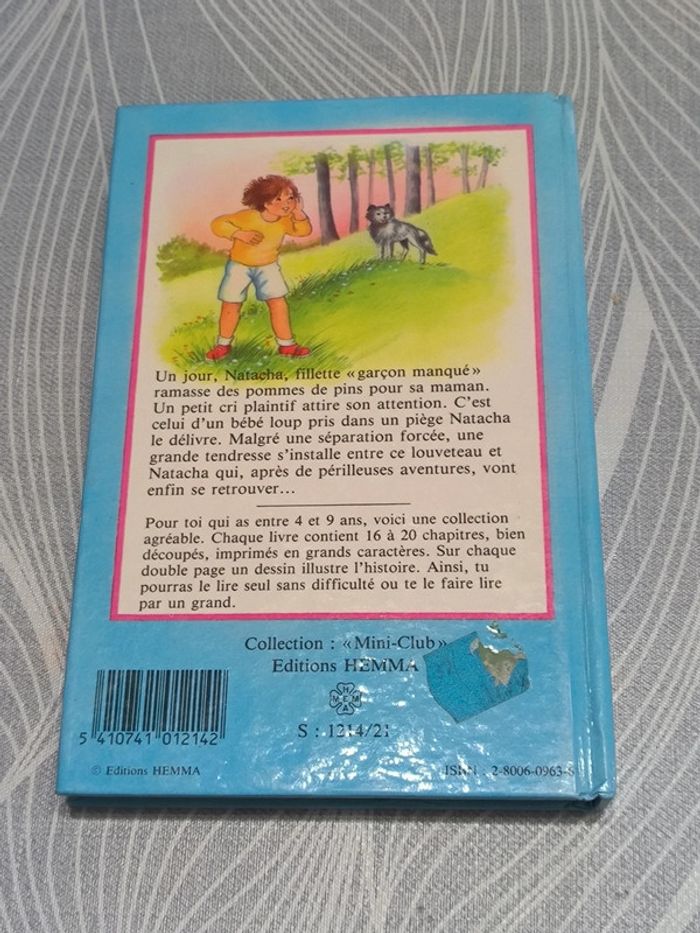 Un jour, Natacha, fillette « garçon manqué »
ramasse des pommes de pins pour sa maman.
Un petit cri plaintif attire son attention. C'est
celui d'un bébé loup pris dans un piège Natacha
le délivre. Malgré une séparation forcée, une
grande tendresse s'installe entre ce louveteau et
Natacha qui, après de périlleuses aventures, vont
enfin se retrouver...
Pour toi qui as entre 4 et 9 ans, voici une collection
agréable. Chaque livre contient 16 à 20 chapitres, bien
découpés, imprimés en grands caractères. Sur chaque
double page un dessin illustre l'histoire. Ainsi, tu
pourras le lire seul sans difficulté ou te le faire lire
par un grand.
Collection : « Mini-Club »
Editions HEMMA
HEMMA
S : 1214/21
5 410741 012142
© Editions HEMMA
ISBN : 2-8006-0963-